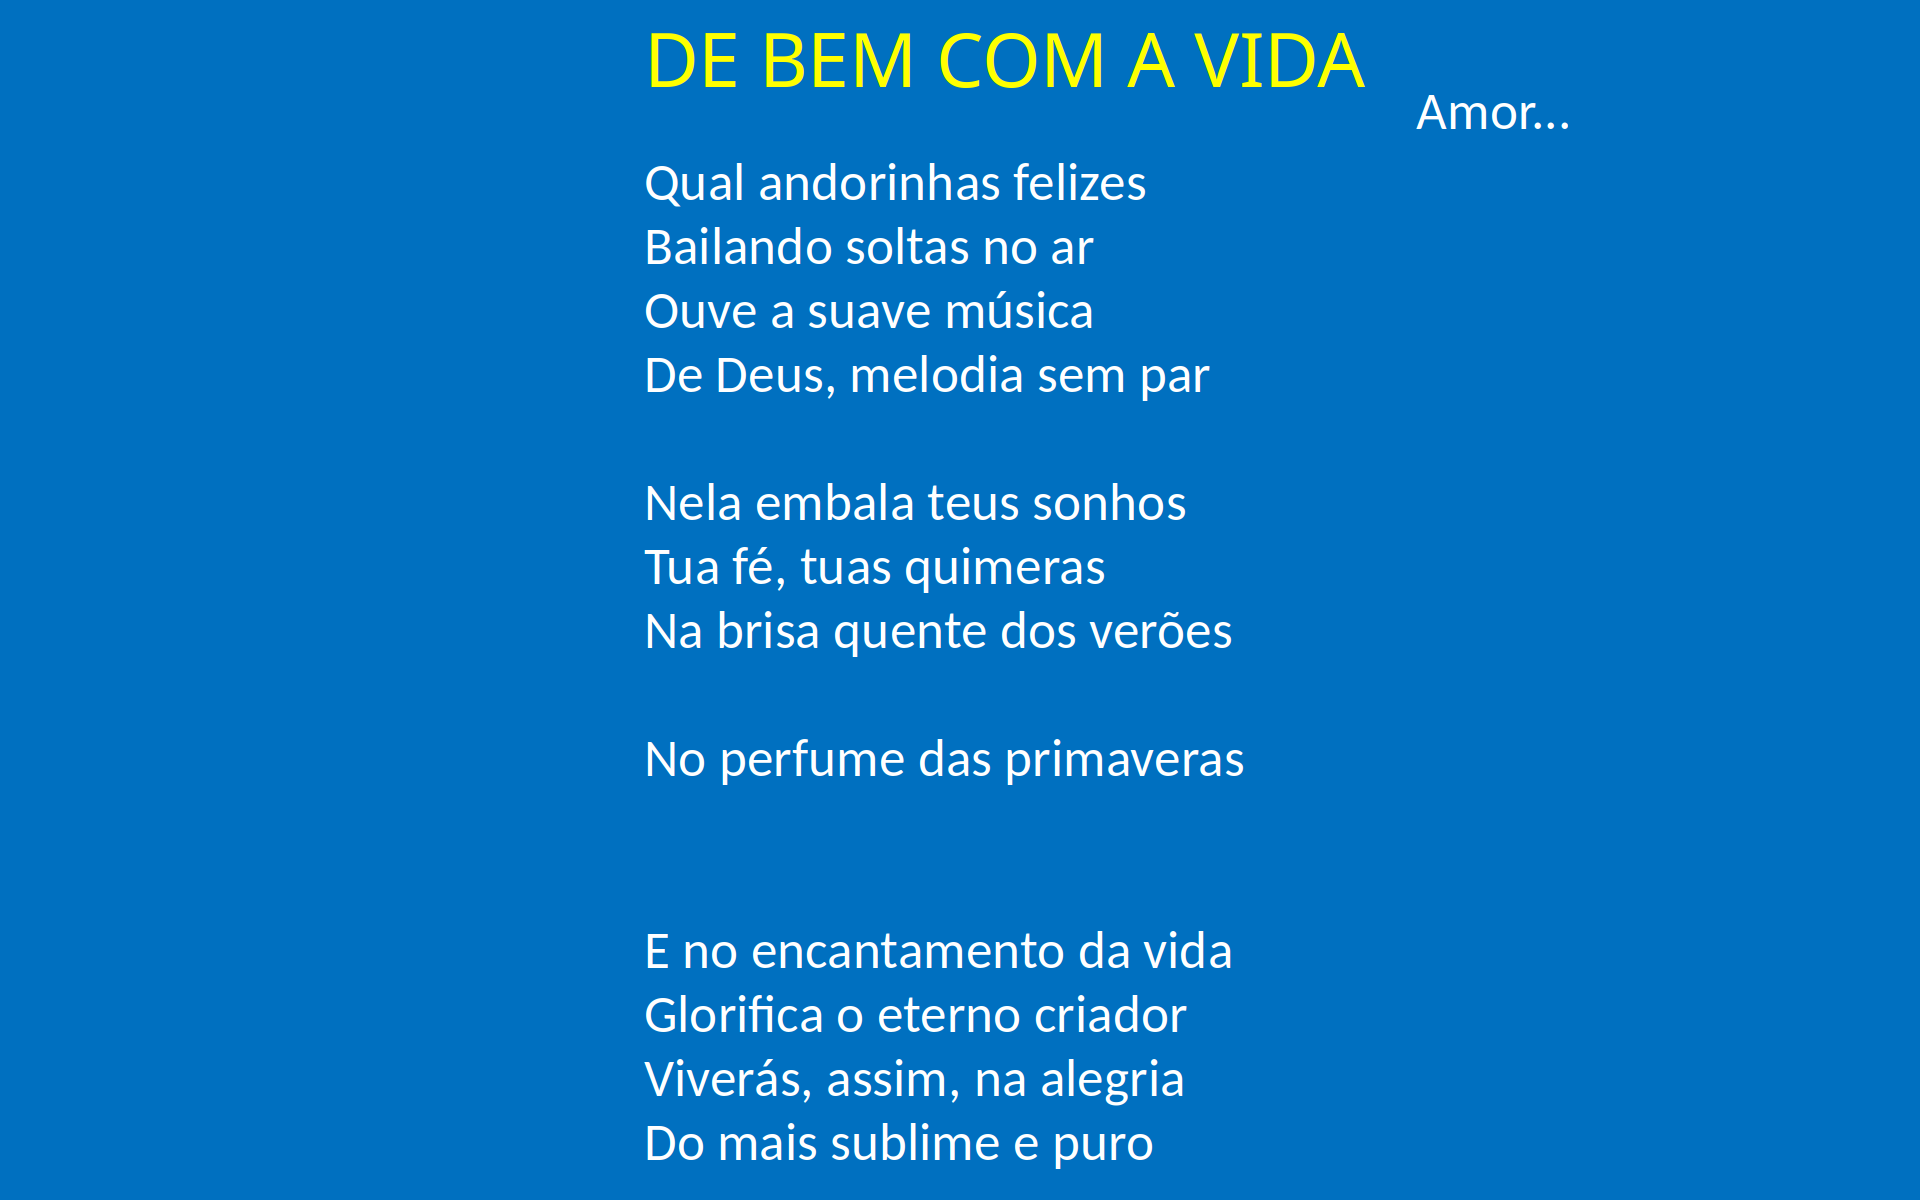 DE BEM COM A VIDA
Amor...
Qual andorinhas felizes
Bailando soltas no ar
Ouve a suave música
De Deus, melodia sem par
Nela embala teus sonhos
Tua fé, tuas quimeras
Na brisa quente dos verões
No perfume das primaveras
E no encantamento da vida
Glorifica o eterno criador
Viverás, assim, na alegria
Do mais sublime e puro